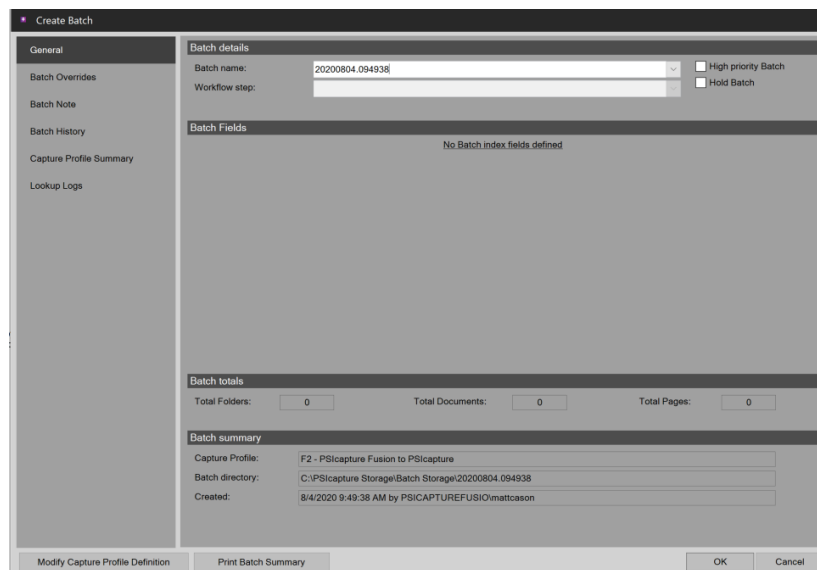 Create Batch
General
Batch Overrides
Batch Note
Batch History
Capture Profile Summary
Lookup Logs
Batch details
Batch name: 20200804.094938 High priority Batch
Workflow step: Hold Batch
Batch Fields
No Batch index fields defined
Batch totals
Total Folders: 0 Total Documents: 0 Total Pages: 0
Batch summary
Capture Profile: F2 - PSIcapture Fusion to PSIcapture
Batch directory: C:\PSIcapture Storage\Batch Storage\20200804.094938
Created: 8/4/2020 9:49:38 AM by PSICAPTUREFUSIO\mattcason
Modify Capture Profile Definition Print Batch Summary OK Cancel